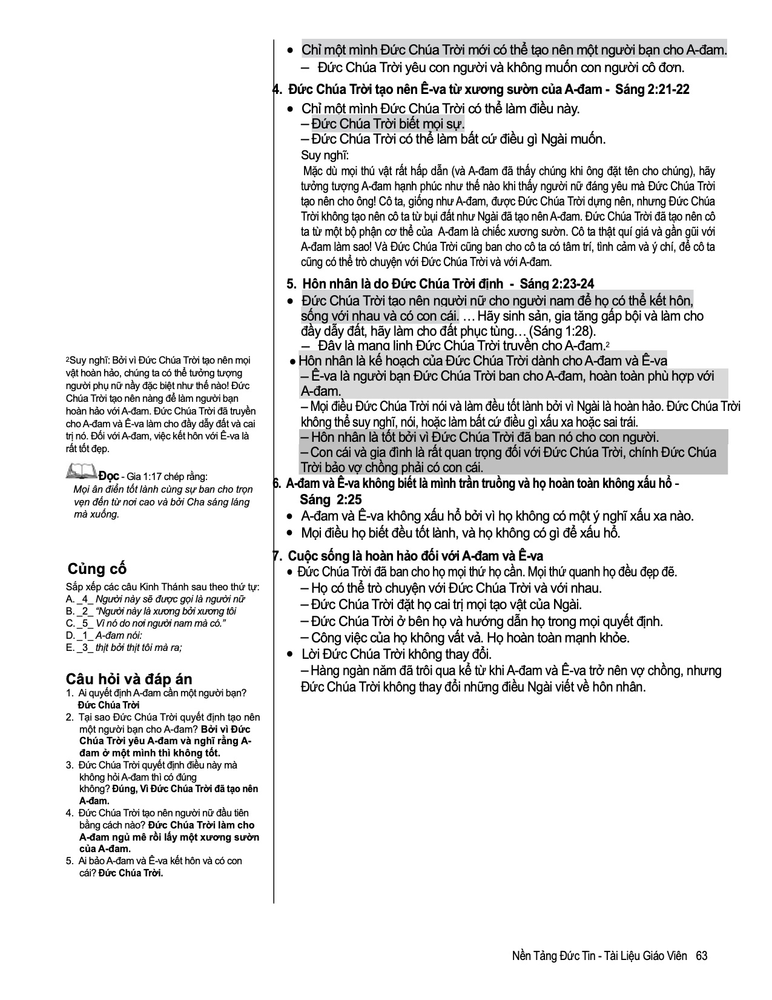 • Chỉ một mình Đức Chúa Trời mới có thể tạo nên một người bạn cho A-đam.
– Đức Chúa Trời yêu con người và không muốn con người cô đơn.
4. Đức Chúa Trời tạo nên Ê-va từ xương sườn của A-đam - Sáng 2:21-22
• Chỉ một mình Đức Chúa Trời có thể làm điều này.
– Đức Chúa Trời biết mọi sự.
– Đức Chúa Trời có thể làm bất cứ điều gì Ngài muốn.
Suy nghĩ:
Mặc dù mọi thú vật rất hấp dẫn (và A-đam đã thấy chúng khi ông đặt tên cho chúng), hãy
tưởng tượng A-đam hạnh phúc như thế nào khi thấy người nữ đáng yêu mà Đức Chúa Trời
tạo nên cho ông! Cô ta, giống như A-đam, được Đức Chúa Trời dựng nên, nhưng Đức Chúa
Trời không tạo nên cô ta từ bụi đất như Ngài đã tạo nên A-đam. Đức Chúa Trời đã tạo nên cô
ta từ một bộ phận cơ thể của A-đam là chiếc xương sườn. Cô ta thật quí giá và gần gũi với
A-đam làm sao! Và Đức Chúa Trời cũng ban cho cô ta có tâm trí, tình cảm và ý chí, để cô ta
cũng có thể trò chuyện với Đức Chúa Trời và với A-đam.
5. Hôn nhân là do Đức Chúa Trời định - Sáng 2:23-24
• Đức Chúa Trời tạo nên người nữ cho người nam để họ có thể kết hôn,
sống với nhau và có con cái. … Hãy sinh sản, gia tăng gấp bội và làm cho
đầy dẫy đất, hãy làm cho đất phục tùng… (Sáng 1:28).
– Đây là mạng lịnh Đức Chúa Trời truyền cho A-đam.2
• Hôn nhân là kế hoạch của Đức Chúa Trời dành cho A-đam và Ê-va
– Ê-va là người bạn Đức Chúa Trời ban cho A-đam, hoàn toàn phù hợp với
A-đam.
– Mọi điều Đức Chúa Trời nói và làm đều tốt lành bởi vì Ngài là hoàn hảo. Đức Chúa Trời
không thể suy nghĩ, nói, hoặc làm bất cứ điều gì xấu xa hoặc sai trái.
– Hôn nhân là tốt bởi vì Đức Chúa Trời đã ban nó cho con người.
– Con cái và gia đình là rất quan trọng đối với Đức Chúa Trời, chính Đức Chúa
Trời bảo vợ chồng phải có con cái.
6. A-đam và Ê-va không biết là mình trần truồng và họ hoàn toàn không xấu hổ -
Sáng 2:25
• A-đam và Ê-va không xấu hổ bởi vì họ không có một ý nghĩ xấu xa nào.
• Mọi điều họ biết đều tốt lành, và họ không có gì để xấu hổ.
7. Cuộc sống là hoàn hảo đối với A-đam và Ê-va
• Đức Chúa Trời đã ban cho họ mọi thứ họ cần. Mọi thứ quanh họ đều đẹp đẽ.
– Họ có thể trò chuyện với Đức Chúa Trời và với nhau.
– Đức Chúa Trời đặt họ cai trị mọi tạo vật của Ngài.
– Đức Chúa Trời ở bên họ và hướng dẫn họ trong mọi quyết định.
– Công việc của họ không vất vả. Họ hoàn toàn mạnh khỏe.
• Lời Đức Chúa Trời không thay đổi.
– Hàng ngàn năm đã trôi qua kể từ khi A-đam và Ê-va trở nên vợ chồng, nhưng
Đức Chúa Trời không thay đổi những điều Ngài viết về hôn nhân.
2Suy nghĩ: Bởi vì Đức Chúa Trời tạo nên mọi
vật hoàn hảo, chúng ta có thể tưởng tượng
người phụ nữ nầy đặc biệt như thế nào! Đức
Chúa Trời tạo nên nàng để làm người bạn
hoàn hảo với A-đam. Đức Chúa Trời đã truyền
cho A-đam và Ê-va làm cho đầy dẫy đất và cai
trị nó. Đối với A-đam, việc kết hôn với Ê-va là
rất tốt đẹp.
Đọc - Gia 1:17 chép rằng:
Mọi ân điển tốt lành cùng sự ban cho trọn
vẹn đến từ nơi cao và bởi Cha sáng láng
mà xuống.
Củng cố
Sắp xếp các câu Kinh Thánh sau theo thứ tự:
A. _4_ Người này sẽ được gọi là người nữ
B. _2_ “Người này là xương bởi xương tôi
C. _5_ Vì nó do nơi người nam mà có.”
D. _1_ A-đam nói:
E. _3_ thịt bởi thịt tôi mà ra;
Câu hỏi và đáp án
1. Ai quyết định A-đam cần một người bạn?
Đức Chúa Trời
2. Tại sao Đức Chúa Trời quyết định tạo nên
một người bạn cho A-đam? Bởi vì Đức
Chúa Trời yêu A-đam và nghĩ rằng A-
đam ở một mình thì không tốt.
3. Đức Chúa Trời quyết định điều này mà
không hỏi A-đam thì có đúng
không? Đúng, Vì Đức Chúa Trời đã tạo nên
A-đam.
4. Đức Chúa Trời tạo nên người nữ đầu tiên
bằng cách nào? Đức Chúa Trời làm cho
A-đam ngủ mê rồi lấy một xương sườn
của A-đam.
5. Ai bảo A-đam và Ê-va kết hôn và có con
cái? Đức Chúa Trời.
Nền Tảng Đức Tin - Tài Liệu Giáo Viên 63